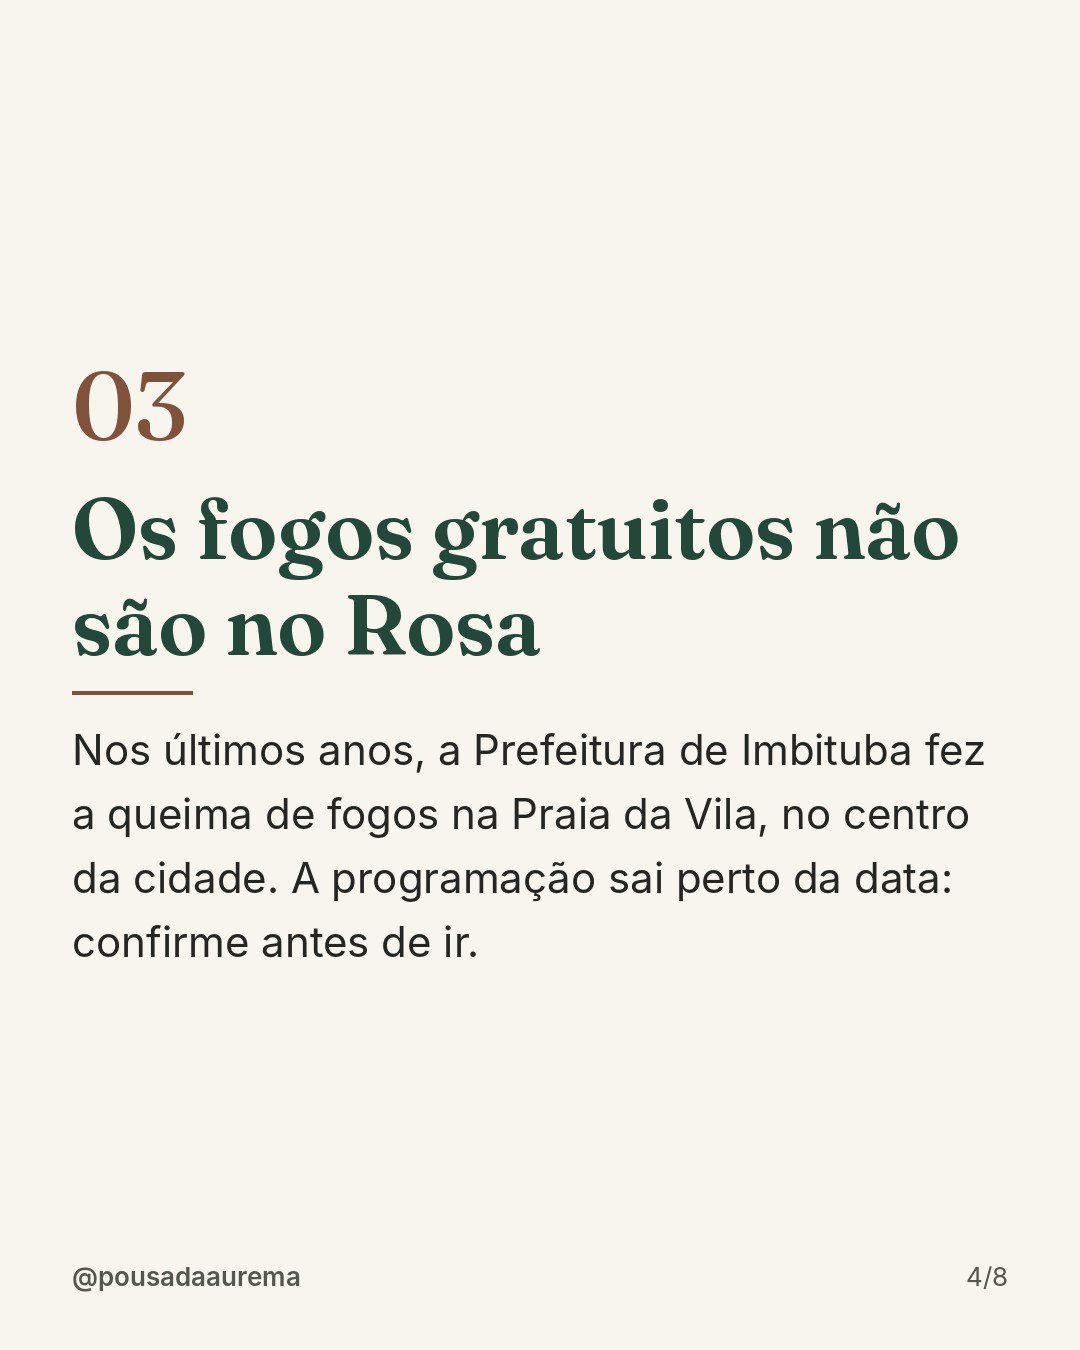 03
Os fogos gratuitos não
são no Rosa
Nos últimos anos, a Prefeitura de Imbituba fez
a queima de fogos na Praia da Vila, no centro
da cidade. A programação sai perto da data:
confirme antes de ir.
@pousadaaurema
4/8